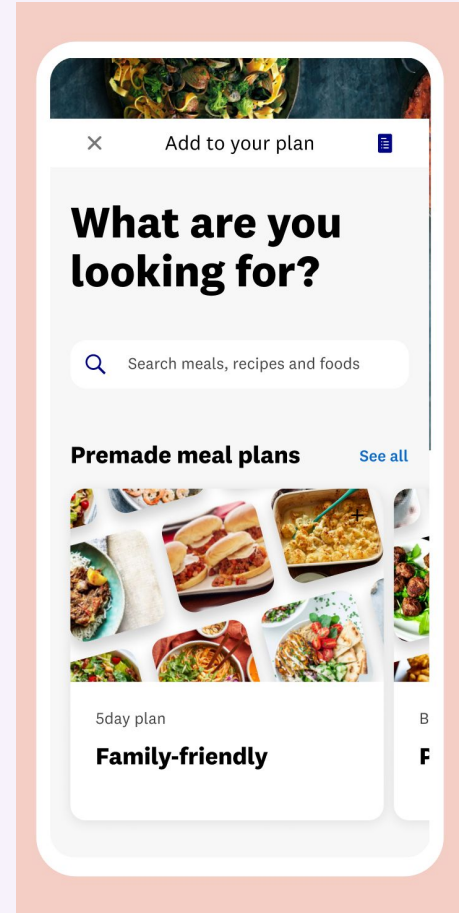 Add to your plan
What are you
looking for?
Search meals, recipes and foods
Premade meal plans See all
5day plan
Family-friendly
B
P